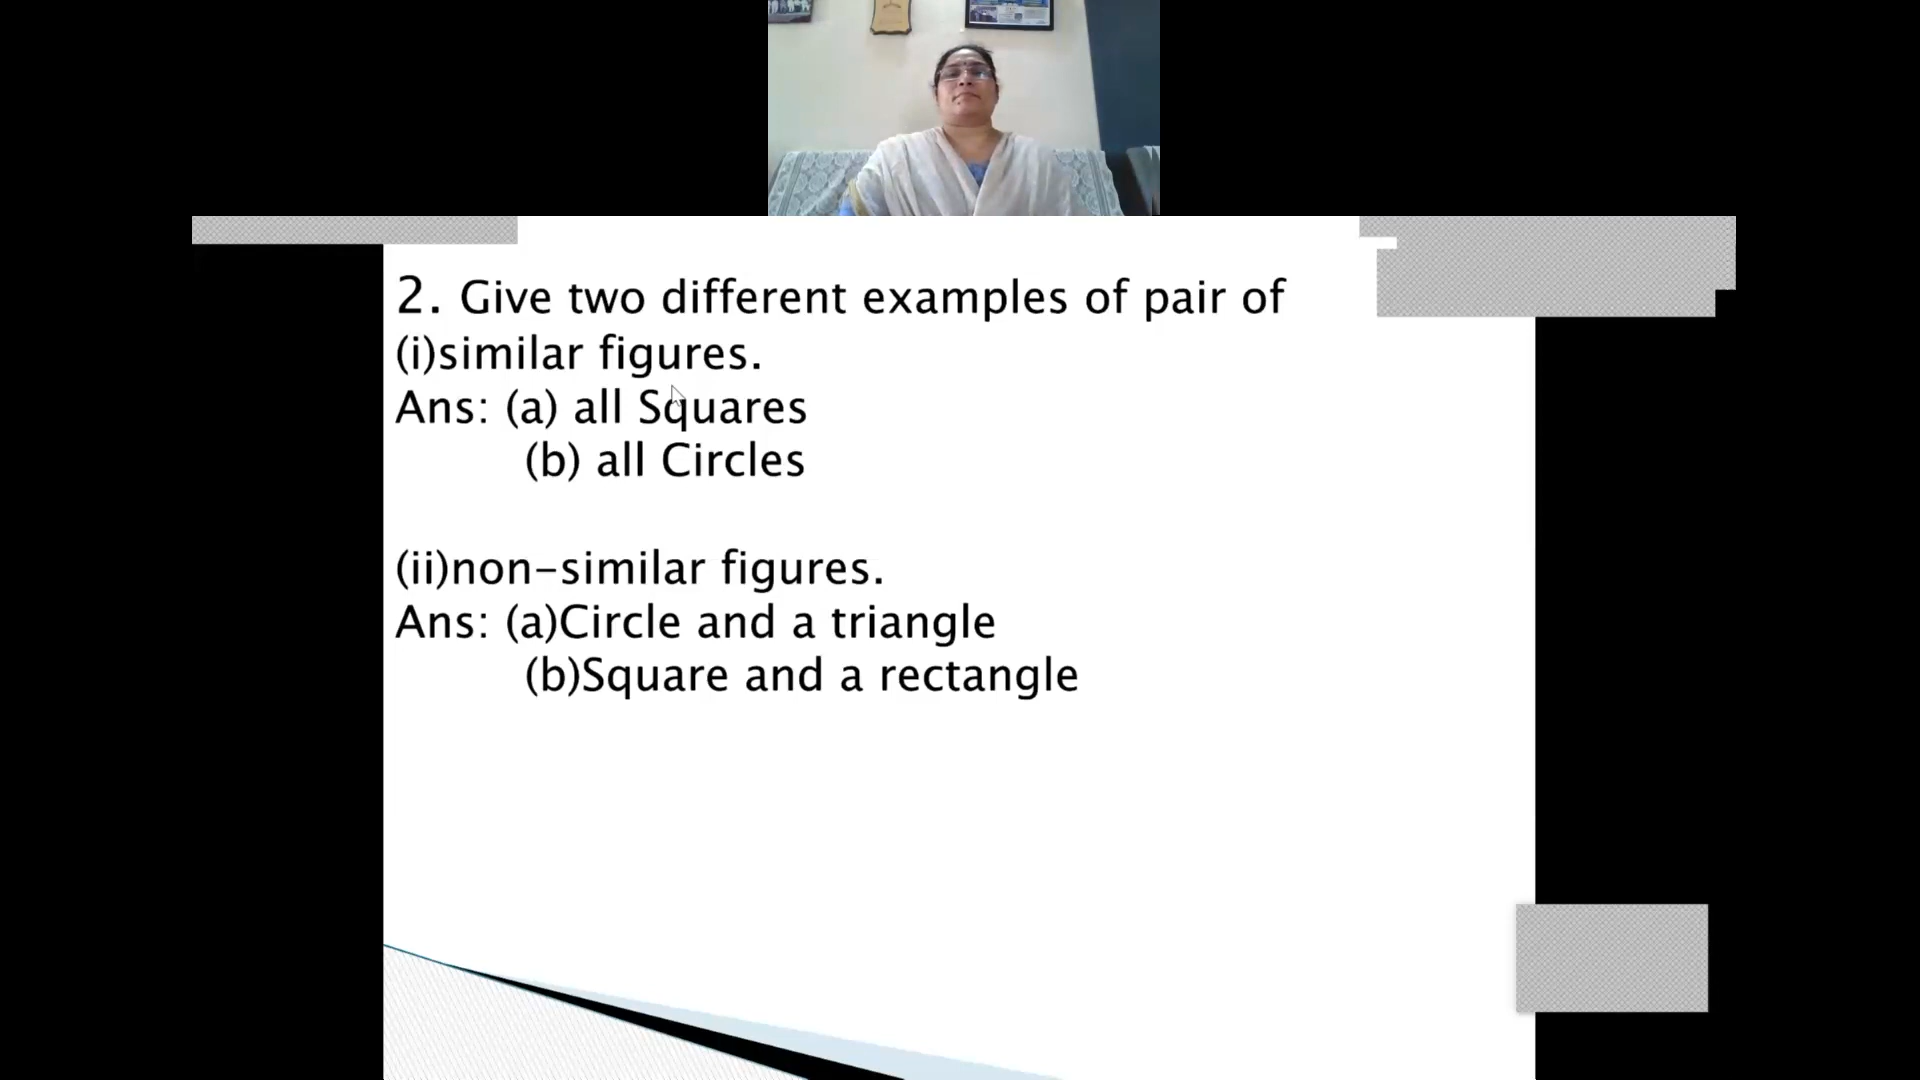 2. Give two different examples of pair of
(i)similar figures.
Ans: (a) all Squares
(b) all Circles
(ii)non-similar figures.
Ans: (a)Circle and a triangle
(b)Square and a rectangle